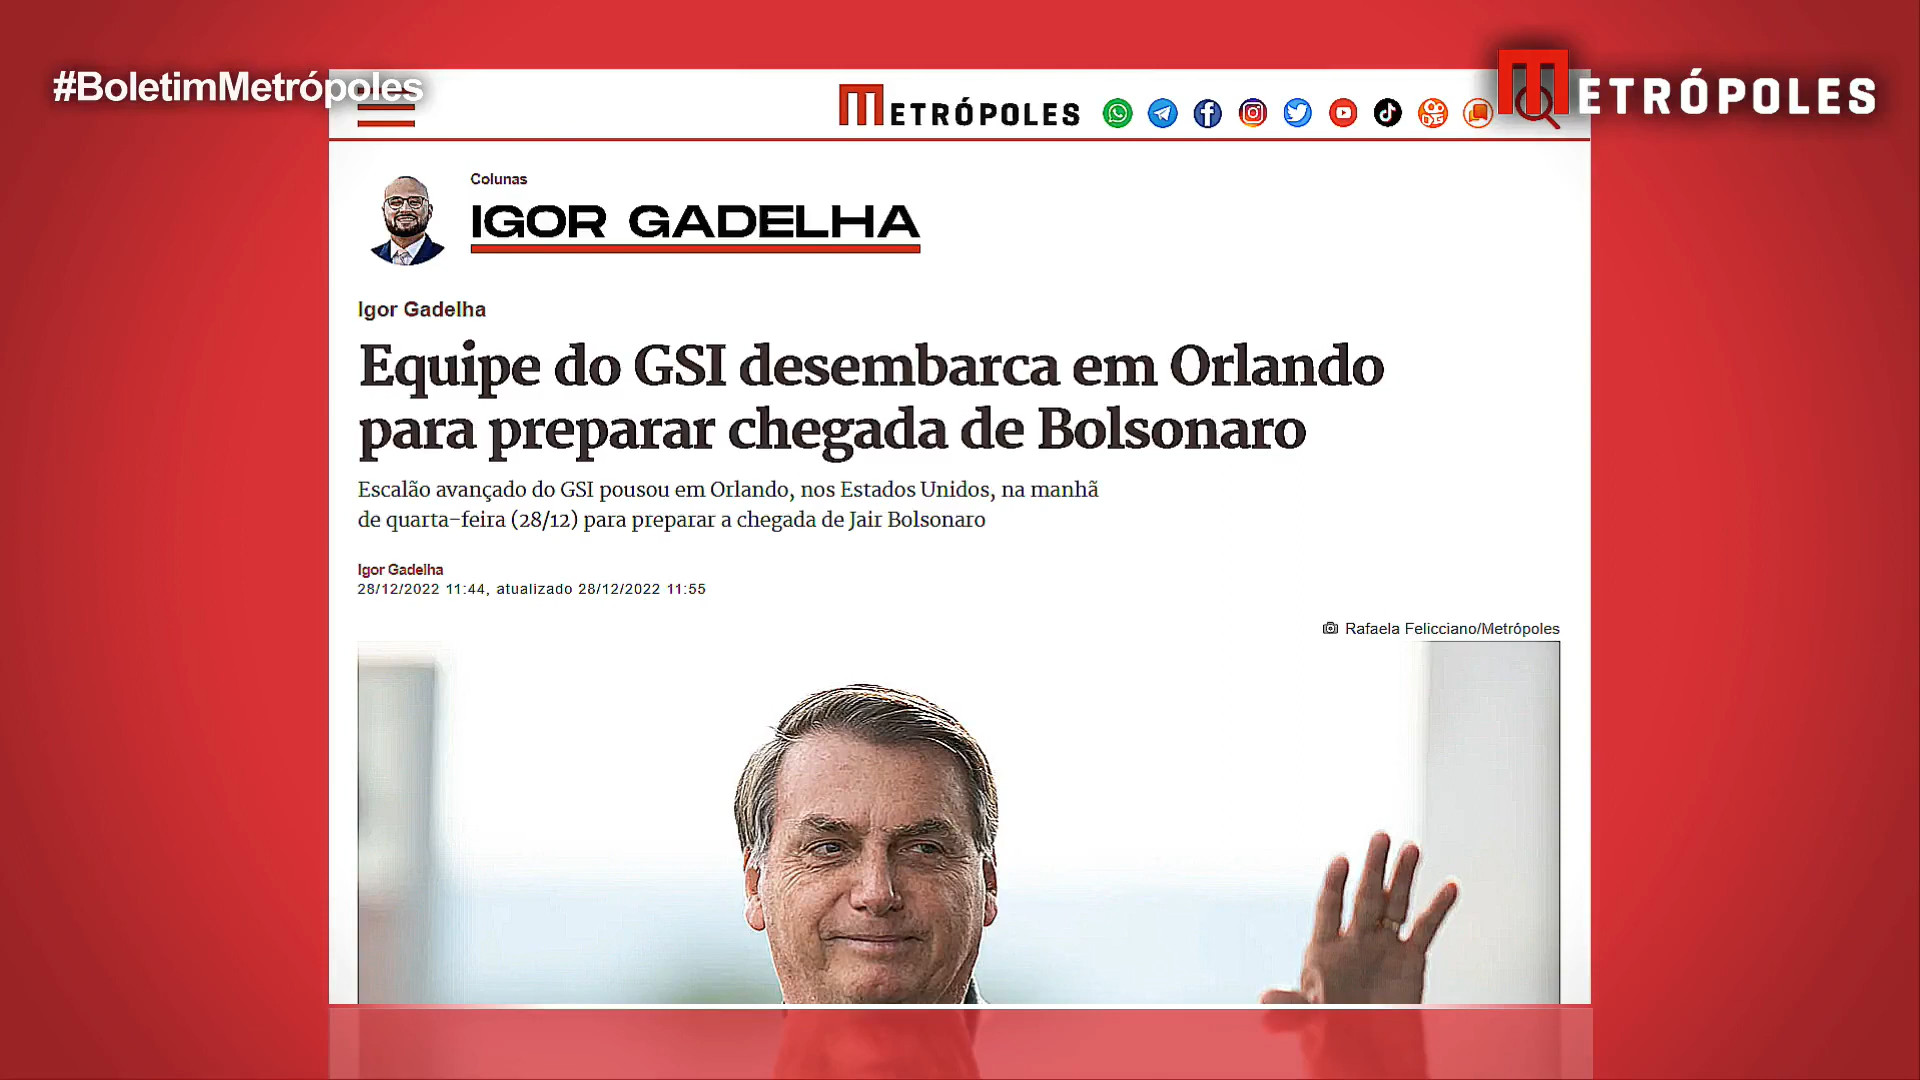 #BoletimMetrópoles
METRÓPOLES
METRÓPOLES
Colunas
IGOR GADELHA
Igor Gadelha
Equipe do GSI desembarca em Orlando
para preparar chegada de Bolsonaro
Escalão avançado do GSI pousou em Orlando, nos Estados Unidos, na manhã
de quarta-feira (28/12) para preparar a chegada de Jair Bolsonaro
Igor Gadelha
28/12/2022 11:44, atualizado 28/12/2022 11:55
Rafaela Felicciano/Metrópoles